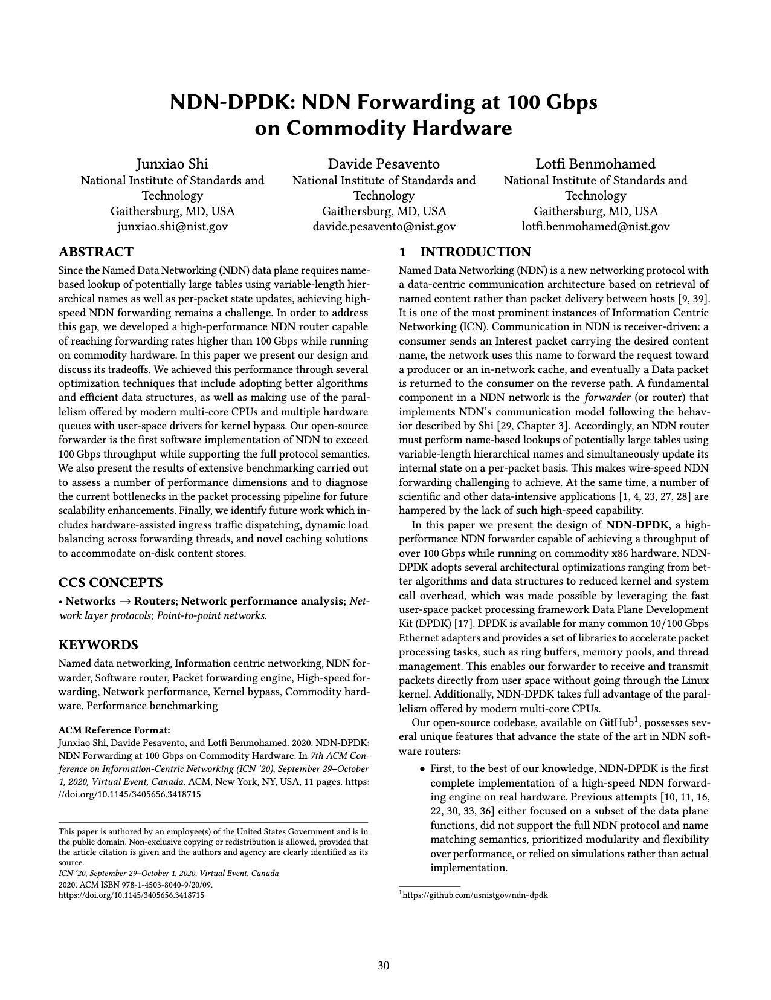 NDN-DPDK: NDN Forwarding at 100 Gbps
on Commodity Hardware
Junxiao Shi
National Institute of Standards and
Technology
Gaithersburg, MD, USA
junxiao.shi@nist.gov
Davide Pesavento
National Institute of Standards and
Technology
Gaithersburg, MD, USA
davide.pesavento@nist.gov
Lotfi Benmohamed
National Institute of Standards and
Technology
Gaithersburg, MD, USA
lotfi.benmohamed@nist.gov
ABSTRACT
Since the Named Data Networking (NDN) data plane requires name-
based lookup of potentially large tables using variable-length hier-
archical names as well as per-packet state updates, achieving high-
speed NDN forwarding remains a challenge. In order to address
this gap, we developed a high-performance NDN router capable
of reaching forwarding rates higher than 100 Gbps while running
on commodity hardware. In this paper we present our design and
discuss its tradeoffs. We achieved this performance through several
optimization techniques that include adopting better algorithms
and efficient data structures, as well as making use of the paral-
lelism offered by modern multi-core CPUs and multiple hardware
queues with user-space drivers for kernel bypass. Our open-source
forwarder is the first software implementation of NDN to exceed
100 Gbps throughput while supporting the full protocol semantics.
We also present the results of extensive benchmarking carried out
to assess a number of performance dimensions and to diagnose
the current bottlenecks in the packet processing pipeline for future
scalability enhancements. Finally, we identify future work which in-
cludes hardware-assisted ingress traffic dispatching, dynamic load
balancing across forwarding threads, and novel caching solutions
to accommodate on-disk content stores.
CCS CONCEPTS
• Networks → Routers; Network performance analysis; Net-
work layer protocols; Point-to-point networks.
KEYWORDS
Named data networking, Information centric networking, NDN for-
warder, Software router, Packet forwarding engine, High-speed for-
warding, Network performance, Kernel bypass, Commodity hard-
ware, Performance benchmarking
ACM Reference Format:
Junxiao Shi, Davide Pesavento, and Lotfi Benmohamed. 2020. NDN-DPDK:
NDN Forwarding at 100 Gbps on Commodity Hardware. In 7th ACM Con-
ference on Information-Centric Networking (ICN ’20), September 29–October
1, 2020, Virtual Event, Canada. ACM, New York, NY, USA, 11 pages. https:
//doi.org/10.1145/3405656.3418715
This paper is authored by an employee(s) of the United States Government and is in
the public domain. Non-exclusive copying or redistribution is allowed, provided that
the article citation is given and the authors and agency are clearly identified as its
source.
ICN ’20, September 29–October 1, 2020, Virtual Event, Canada
2020. ACM ISBN 978-1-4503-8040-9/20/09.
https://doi.org/10.1145/3405656.3418715
1 INTRODUCTION
Named Data Networking (NDN) is a new networking protocol with
a data-centric communication architecture based on retrieval of
named content rather than packet delivery between hosts [9, 39].
It is one of the most prominent instances of Information Centric
Networking (ICN). Communication in NDN is receiver-driven: a
consumer sends an Interest packet carrying the desired content
name, the network uses this name to forward the request toward
a producer or an in-network cache, and eventually a Data packet
is returned to the consumer on the reverse path. A fundamental
component in a NDN network is the forwarder (or router) that
implements NDN’s communication model following the behav-
ior described by Shi [29, Chapter 3]. Accordingly, an NDN router
must perform name-based lookups of potentially large tables using
variable-length hierarchical names and simultaneously update its
internal state on a per-packet basis. This makes wire-speed NDN
forwarding challenging to achieve. At the same time, a number of
scientific and other data-intensive applications [1, 4, 23, 27, 28] are
hampered by the lack of such high-speed capability.
In this paper we present the design of NDN-DPDK, a high-
performance NDN forwarder capable of achieving a throughput of
over 100 Gbps while running on commodity x86 hardware. NDN-
DPDK adopts several architectural optimizations ranging from bet-
ter algorithms and data structures to reduced kernel and system
call overhead, which was made possible by leveraging the fast
user-space packet processing framework Data Plane Development
Kit (DPDK) [17]. DPDK is available for many common 10/100 Gbps
Ethernet adapters and provides a set of libraries to accelerate packet
processing tasks, such as ring buffers, memory pools, and thread
management. This enables our forwarder to receive and transmit
packets directly from user space without going through the Linux
kernel. Additionally, NDN-DPDK takes full advantage of the paral-
lelism offered by modern multi-core CPUs.
Our open-source codebase, available on GitHub1, possesses sev-
eral unique features that advance the state of the art in NDN soft-
ware routers:
• First, to the best of our knowledge, NDN-DPDK is the first
complete implementation of a high-speed NDN forward-
ing engine on real hardware. Previous attempts [10, 11, 16,
22, 30, 33, 36] either focused on a subset of the data plane
functions, did not support the full NDN protocol and name
matching semantics, prioritized modularity and flexibility
over performance, or relied on simulations rather than actual
implementation.
1https://github.com/usnistgov/ndn-dpdk
30